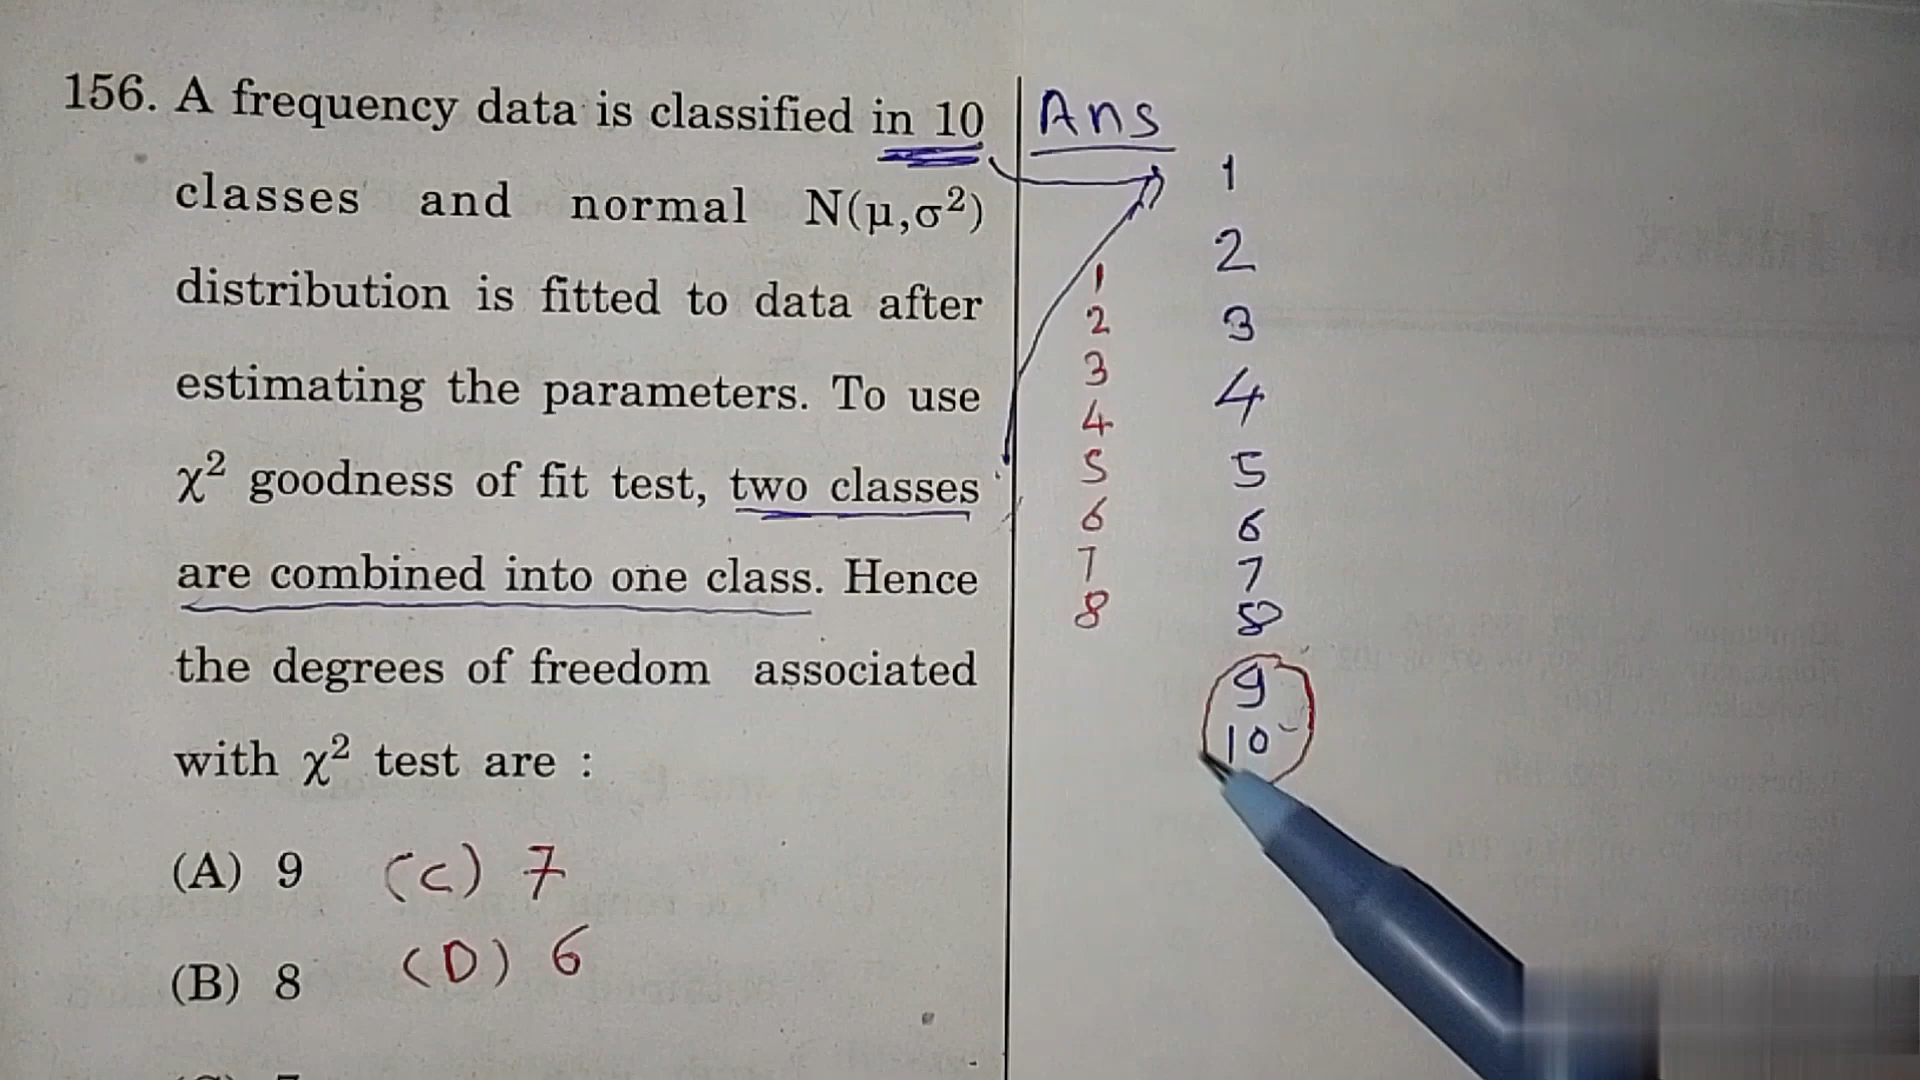 156. A frequency data is classified in 10
classes and normal N(μ,σ²)
distribution is fitted to data after
estimating the parameters. To use
χ² goodness of fit test, two classes
are combined into one class. Hence
the degrees of freedom associated
with χ² test are :
(A) 9
(C) 7
(B) 8
(D) 6
Ans
1
2
3
4
5
6
7
8
1
2
3
4
5
6
7
8
9
10